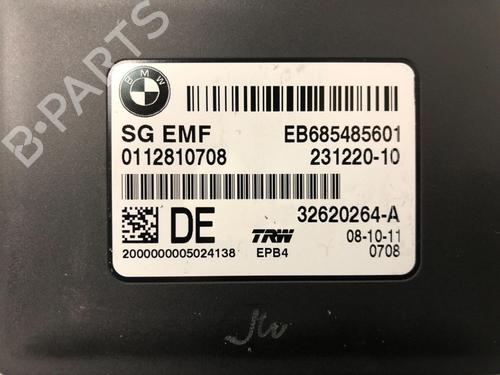 B-PARTS
BMW
SG EMF EB685485601
0112810708 231220-10
DE 32620264-A
TRW 08-10-11
2000000005024138 EPB4 0708